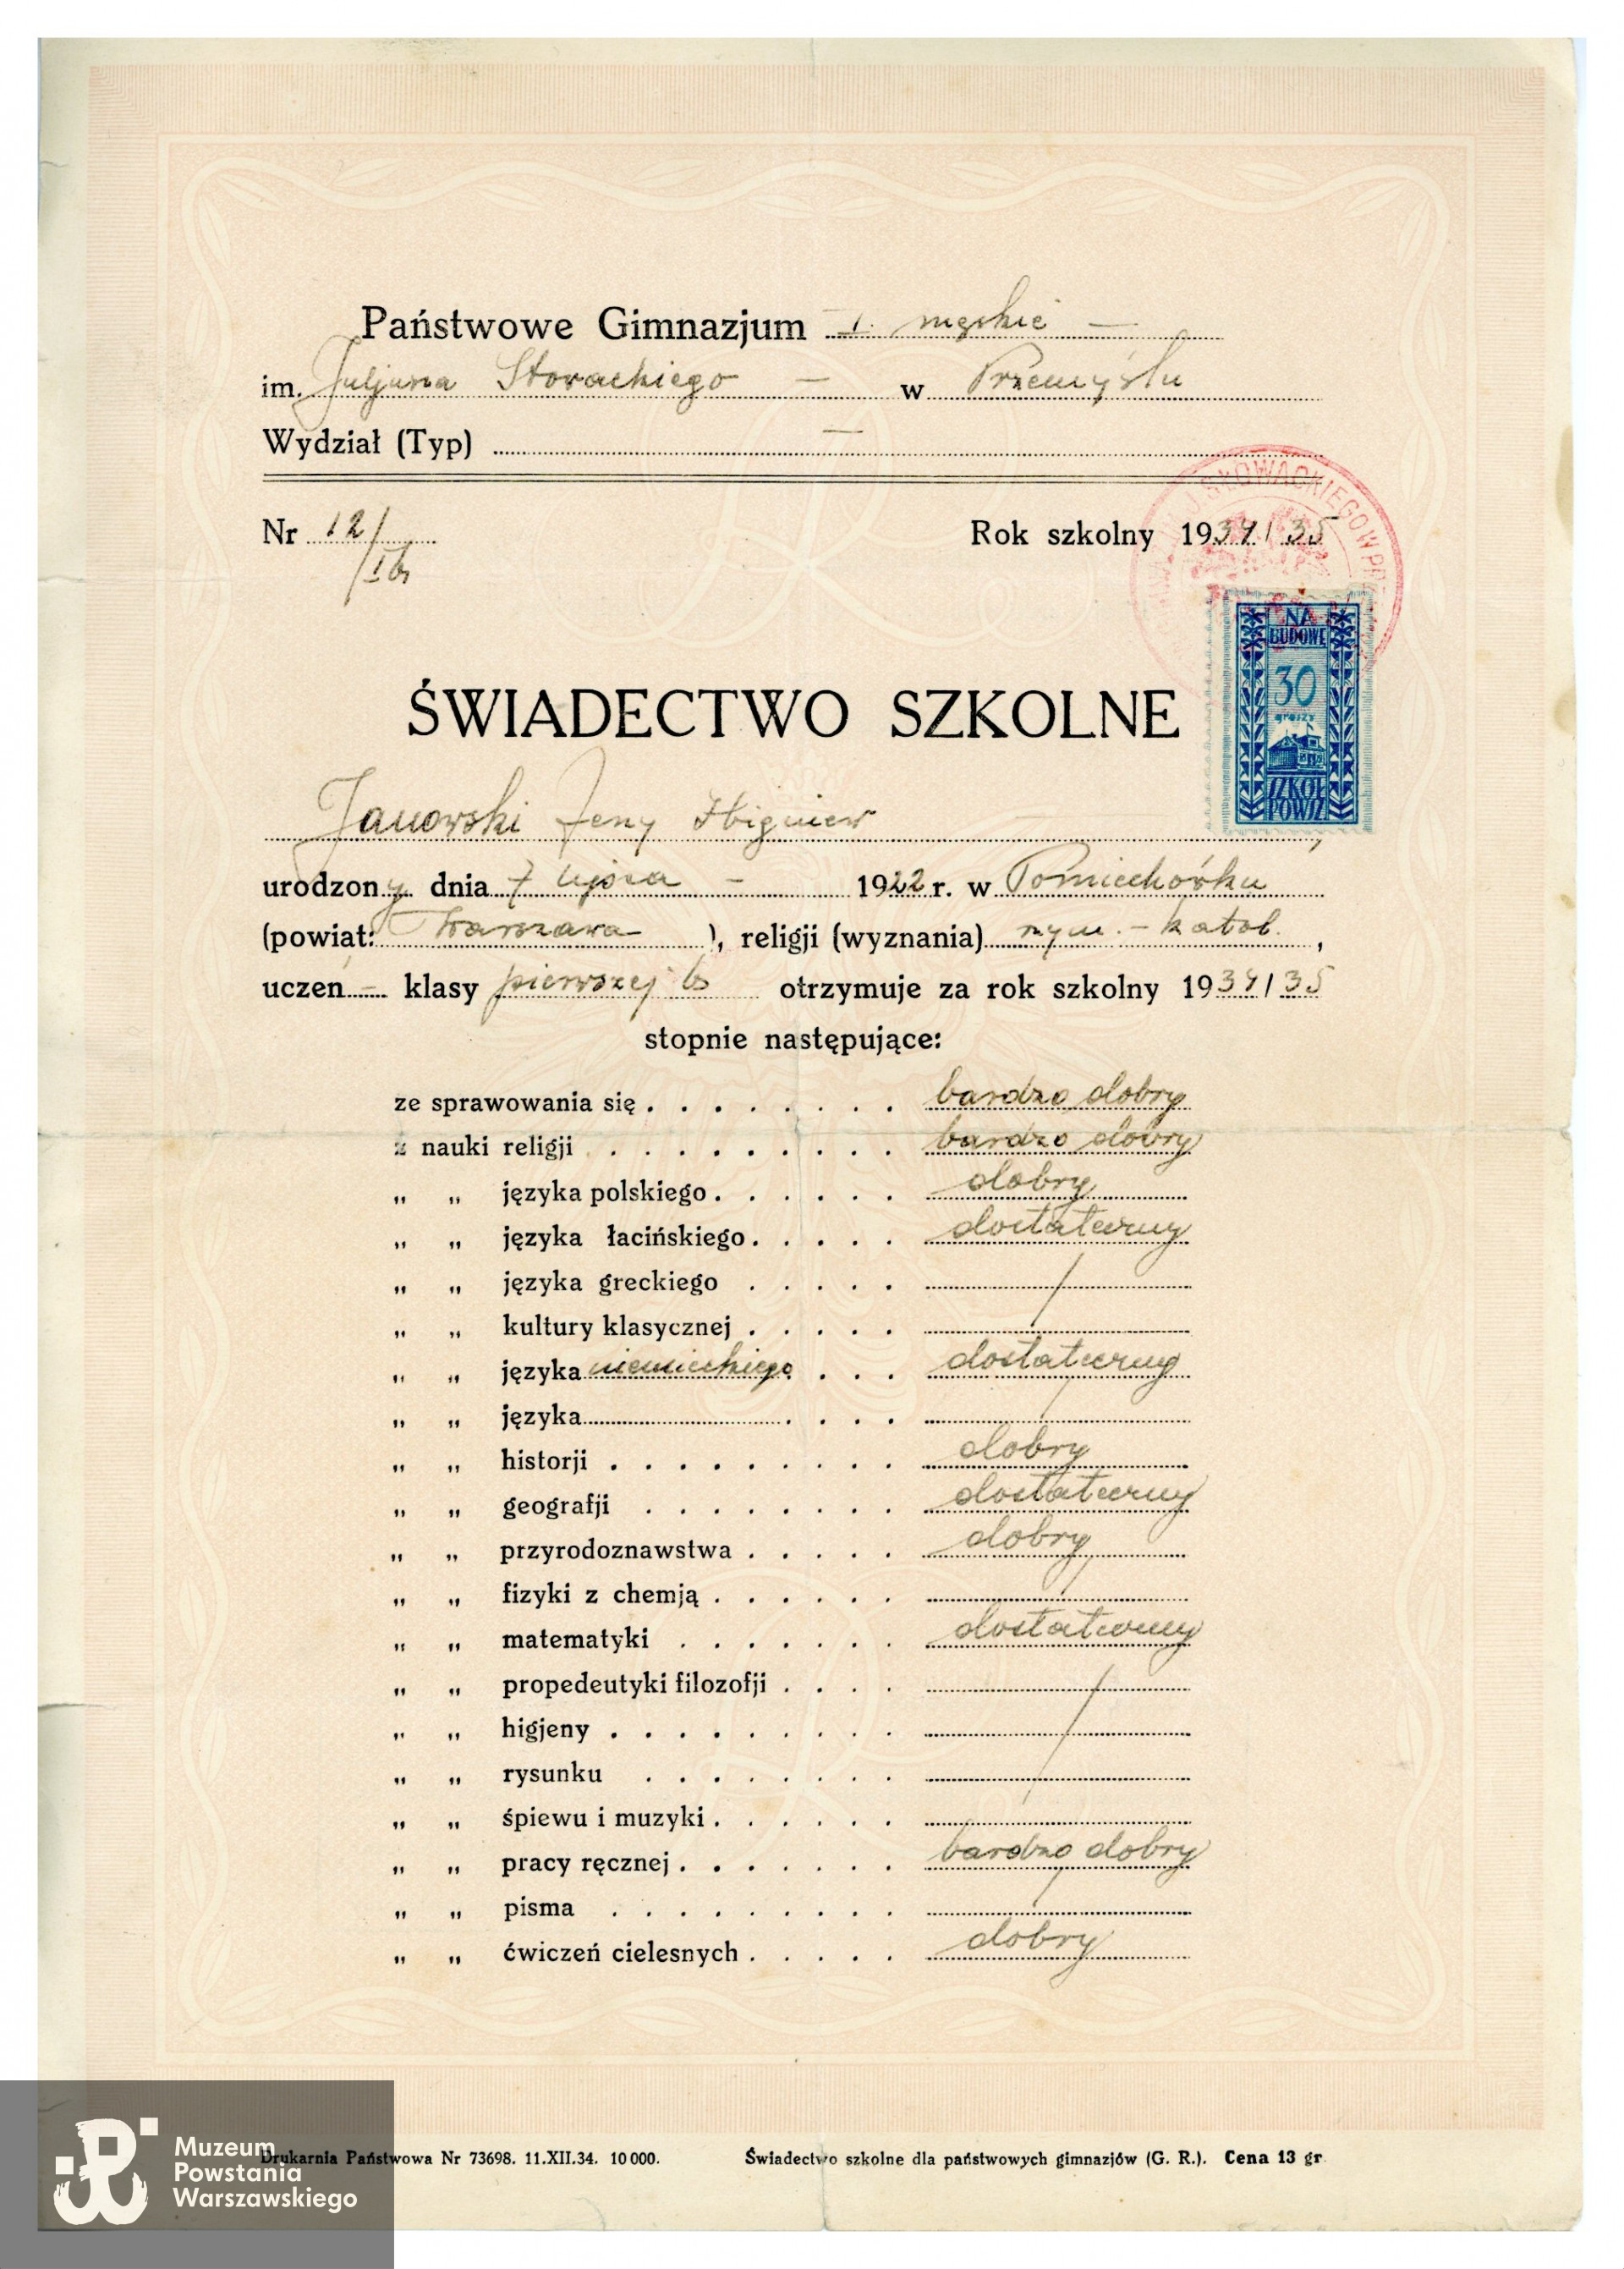 Państwowe Gimnazjum I. męskie —
im. Juljusza Słowackiego — w Przemyślu
Wydział (Typ) —
Nr 12/Ib
Rok szkolny 1934/35
J. SŁOWACKIEGO W PR
NA
BUDOWĘ
30
groszy
SZKÓŁ
POWSZ
ŚWIADECTWO SZKOLNE
Janowski Jerzy Zbigniew
urodzony dnia 7 lipca — 1922 r. w Pomiechówku
(powiat: Warszawa), religji (wyznania) rzym.-katol.,
uczeń — klasy pierwszej b otrzymuje za rok szkolny 1934/35
stopnie następujące:
ze sprawowania się . . . . . . . . bardzo dobry
z nauki religji . . . . . . . . . bardzo dobry
„ „ języka polskiego . . . . . . dobry
„ „ języka łacińskiego . . . . . dostateczny
„ „ języka greckiego . . . . . /
„ „ kultury klasycznej . . . . .
„ „ języka niemieckiego . . . dostateczny
„ „ języka . . . . /
„ „ historji . . . . . . . . . dobry
„ „ geografji . . . . . . . . dostateczny
„ „ przyrodoznawstwa . . . . . dobry
„ „ fizyki z chemją . . . . . . /
„ „ matematyki . . . . . . . dostateczny
„ „ propedeutyki filozofji . . . . /
„ „ higjeny . . . . . . . . .
„ „ rysunku . . . . . . . .
„ „ śpiewu i muzyki . . . . . .
„ „ pracy ręcznej . . . . . . . bardzo dobry
„ „ pisma . . . . . . . . . /
„ „ ćwiczeń cielesnych . . . . . dobry
Drukarnia Państwowa Nr 73698. 11.XII.34. 10 000. Świadectwo szkolne dla państwowych gimnazjów (G. R.). Cena 13 gr
Muzeum
Powstania
Warszawskiego